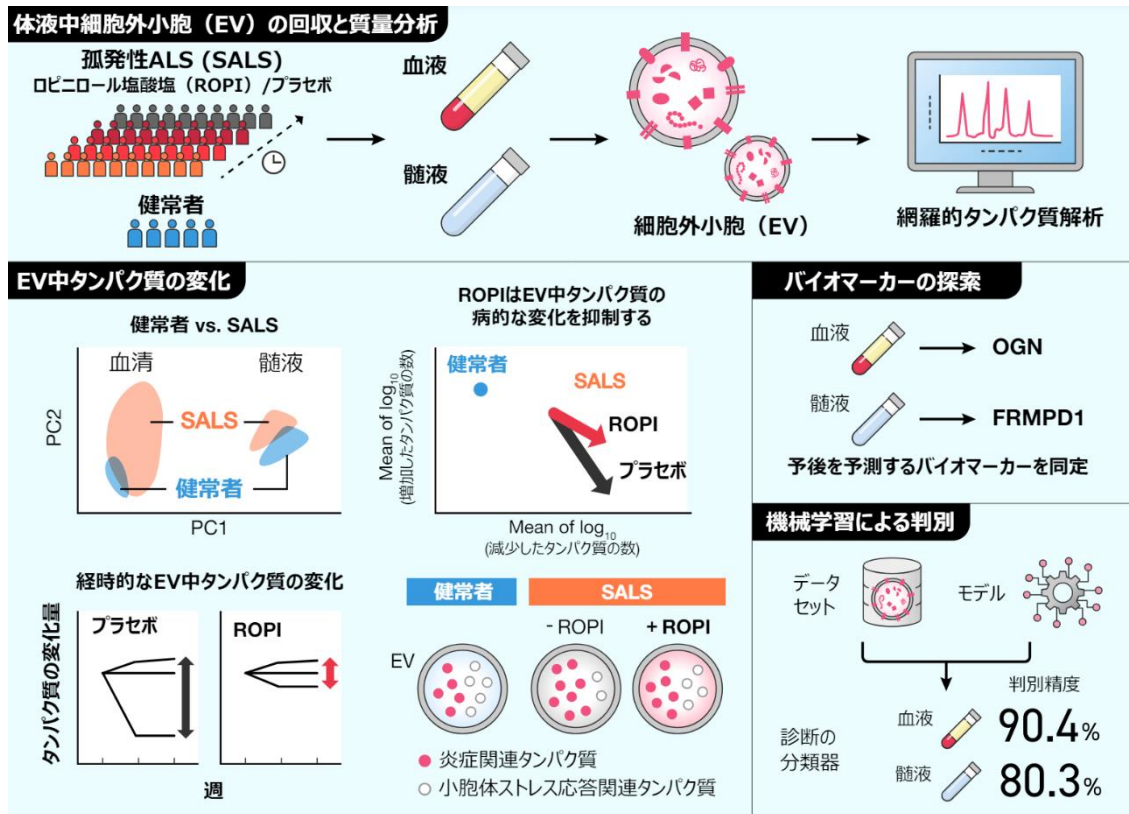 体液中細胞外小胞（EV）の回収と質量分析
孤発性ALS (SALS)
ロピニロール塩酸塩（ROPI）/プラセボ
健常者
血液
髄液
細胞外小胞（EV）
網羅的タンパク質解析
EV中タンパク質の変化
健常者 vs. SALS
血清
髄液
SALS
健常者
PC2
PC1
ROPIはEV中タンパク質の
病的な変化を抑制する
健常者
SALS
ROPI
プラセボ
Mean of log10
(増加したタンパク質の数)
Mean of log10
(減少したタンパク質の数)
経時的なEV中タンパク質の変化
タンパク質の変化量
プラセボ
ROPI
週
健常者
SALS
- ROPI
+ ROPI
EV
炎症関連タンパク質
小胞体ストレス応答関連タンパク質
バイオマーカーの探索
血液
OGN
髄液
FRMPD1
予後を予測するバイオマーカーを同定
機械学習による判別
データ
セット
モデル
判別精度
診断の
分類器
血液
90.4%
髄液
80.3%